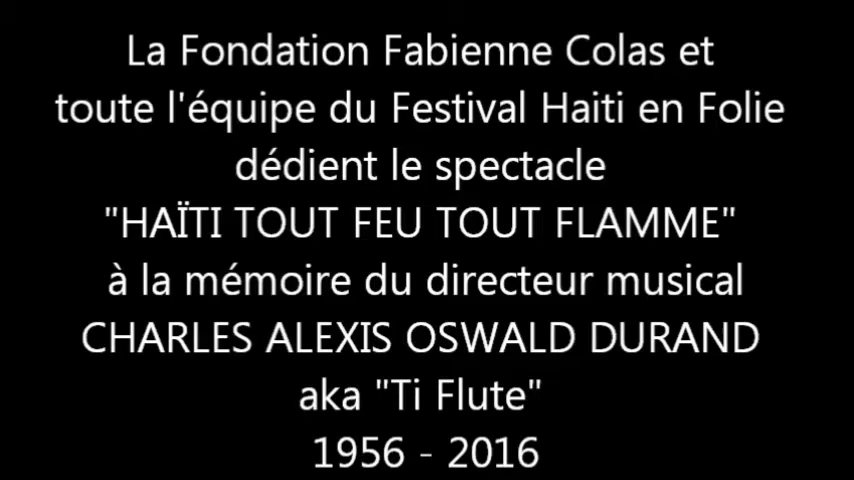 La Fondation Fabienne Colas et
toute l'équipe du Festival Haiti en Folie
dédient le spectacle
"HAÏTI TOUT FEU TOUT FLAMME"
à la mémoire du directeur musical
CHARLES ALEXIS OSWALD DURAND
aka "Ti Flute"
1956 - 2016